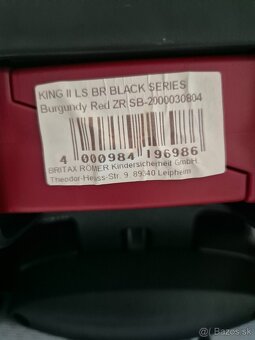 KING II LS BR BLACK SERIES
Burgundy Red ZR SB-2000030804
4 000984 196986
BRITAX RÖMER Kindersicherheit GmbH
Theodor-Heuss-Str. 9 89340 Leipheim
Bazos.sk